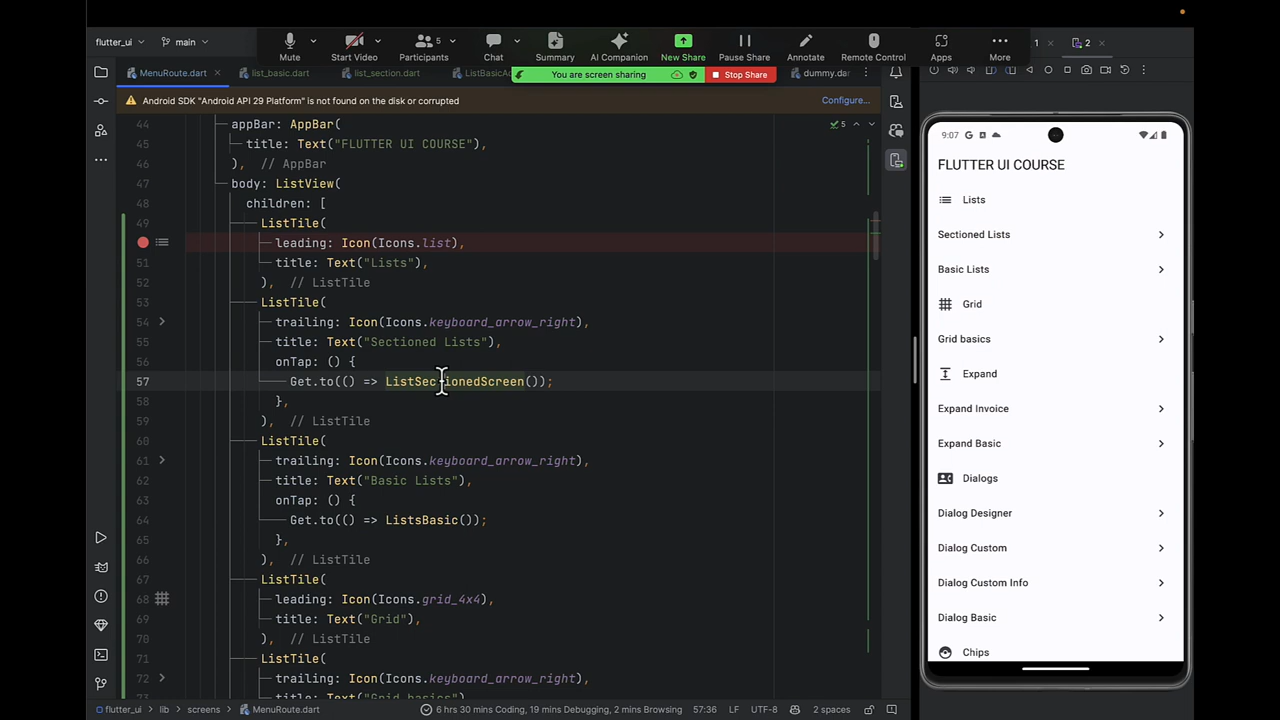 flutter_ui
main
Mute
Start Video
5
Participants
Chat
Summary
AI Companion
New Share
Pause Share
Annotate
Remote Control
Apps
More
1
2
MenuRoute.dart
list_basic.dart
list_section.dart
ListBasicAd
You are screen sharing
Stop Share
dummy.dart
Android SDK "Android API 29 Platform" is not found on the disk or corrupted
Configure...
5
44 appBar: AppBar(
45 title: Text("FLUTTER UI COURSE"),
46 ), // AppBar
47 body: ListView(
48 children: [
49 ListTile(
leading: Icon(Icons.list),
51 title: Text("Lists"),
52 ), // ListTile
53 ListTile(
54 trailing: Icon(Icons.keyboard_arrow_right),
55 title: Text("Sectioned Lists"),
56 onTap: () {
57 Get.to(() => ListSectionedScreen());
58 },
59 ), // ListTile
60 ListTile(
61 trailing: Icon(Icons.keyboard_arrow_right),
62 title: Text("Basic Lists"),
63 onTap: () {
64 Get.to(() => ListsBasic());
65 },
66 ), // ListTile
67 ListTile(
68 leading: Icon(Icons.grid_4x4),
69 title: Text("Grid"),
70 ), // ListTile
71 ListTile(
72 trailing: Icon(Icons.keyboard_arrow_right),
73 title: Text("Grid basics")
flutter_ui > lib > screens > MenuRoute.dart
6 hrs 30 mins Coding, 19 mins Debugging, 2 mins Browsing
57:36
LF
UTF-8
2 spaces
9:07
FLUTTER UI COURSE
Lists
Sectioned Lists
Basic Lists
Grid
Grid basics
Expand
Expand Invoice
Expand Basic
Dialogs
Dialog Designer
Dialog Custom
Dialog Custom Info
Dialog Basic
Chips